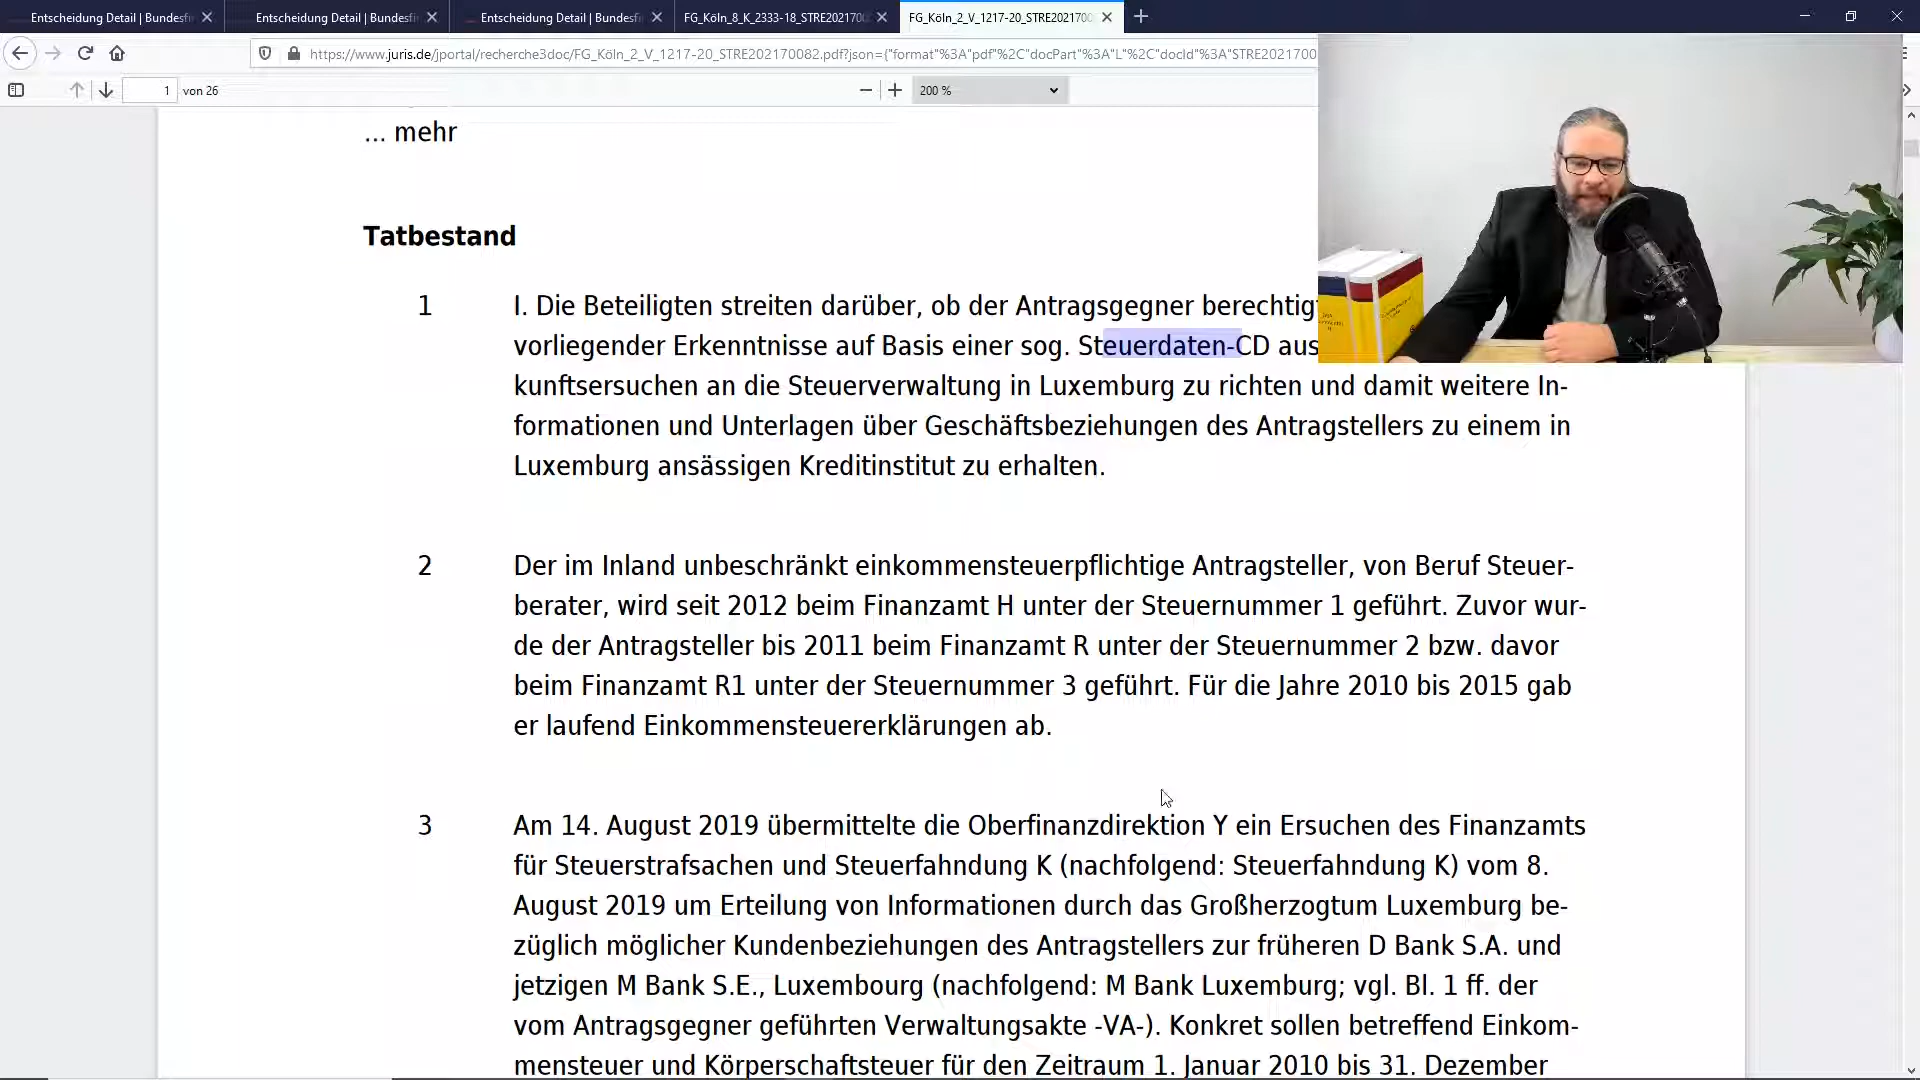 Entscheidung Detail | Bundesfi
Entscheidung Detail | Bundesfi
Entscheidung Detail | Bundesfi
FG_Köln_8_K_2333-18_STRE202170
FG_Köln_2_V_1217-20_STRE2021700
https://www.juris.de/jportal/recherche3doc/FG_Köln_2_V_1217-20_STRE202170082.pdf?json={"format"%3A"pdf"%2C"docPart"%3A"L"%2C"docId"%3A"STRE2021700
1 von 26
200 %
... mehr
Tatbestand
1 I. Die Beteiligten streiten darüber, ob der Antragsgegner berechtigt
vorliegender Erkenntnisse auf Basis einer sog. Steuerdaten-CD aus
kunftsersuchen an die Steuerverwaltung in Luxemburg zu richten und damit weitere In-
formationen und Unterlagen über Geschäftsbeziehungen des Antragstellers zu einem in
Luxemburg ansässigen Kreditinstitut zu erhalten.
2 Der im Inland unbeschränkt einkommensteuerpflichtige Antragsteller, von Beruf Steuer-
berater, wird seit 2012 beim Finanzamt H unter der Steuernummer 1 geführt. Zuvor wur-
de der Antragsteller bis 2011 beim Finanzamt R unter der Steuernummer 2 bzw. davor
beim Finanzamt R1 unter der Steuernummer 3 geführt. Für die Jahre 2010 bis 2015 gab
er laufend Einkommensteuererklärungen ab.
3 Am 14. August 2019 übermittelte die Oberfinanzdirektion Y ein Ersuchen des Finanzamts
für Steuerstrafsachen und Steuerfahndung K (nachfolgend: Steuerfahndung K) vom 8.
August 2019 um Erteilung von Informationen durch das Großherzogtum Luxemburg be-
züglich möglicher Kundenbeziehungen des Antragstellers zur früheren D Bank S.A. und
jetzigen M Bank S.E., Luxembourg (nachfolgend: M Bank Luxemburg; vgl. Bl. 1 ff. der
vom Antragsgegner geführten Verwaltungsakte -VA-). Konkret sollen betreffend Einkom-
mensteuer und Körperschaftsteuer für den Zeitraum 1. Januar 2010 bis 31. Dezember